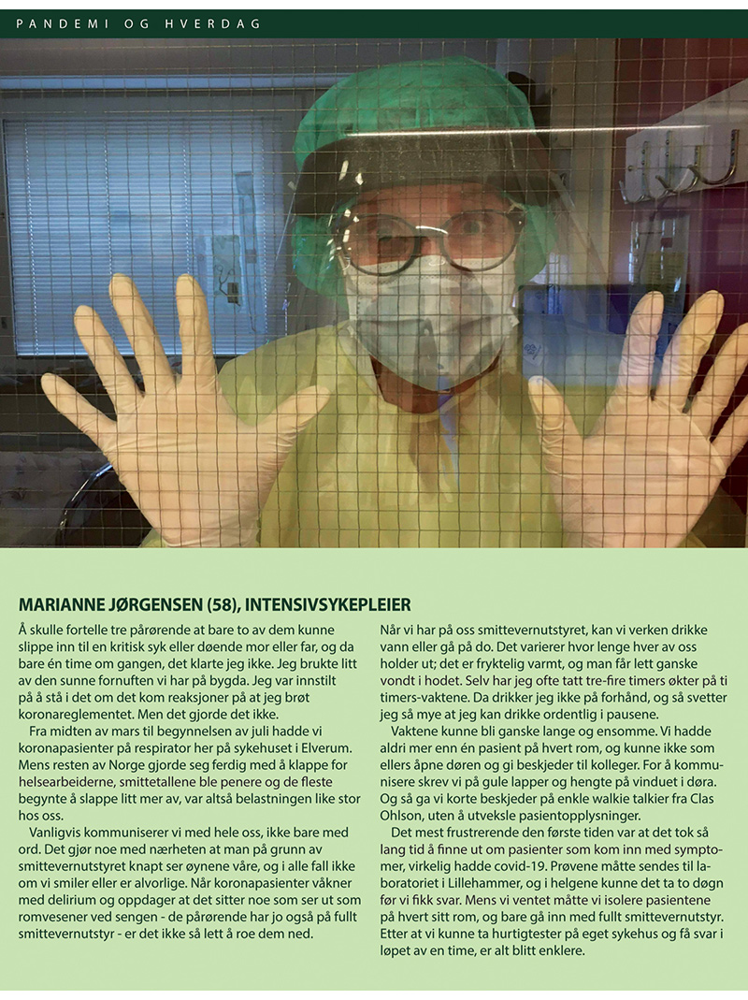 PANDEMI OG HVERDAG
MARIANNE JØRGENSEN (58), INTENSIVSYKEPLEIER
Å skulle fortelle tre pårørende at bare to av dem kunne
slippe inn til en kritisk syk eller døende mor eller far, og da
bare én time om gangen, det klarte jeg ikke. Jeg brukte litt
av den sunne fornuften vi har på bygda. Jeg var innstilt
på å stå i det om det kom reaksjoner på at jeg brøt
koronareglementet. Men det gjorde det ikke.
Fra midten av mars til begynnelsen av juli hadde vi
koronapasienter på respirator her på sykehuset i Elverum.
Mens resten av Norge gjorde seg ferdig med å klappe for
helsearbeiderne, smittetallene ble penere og de fleste
begynte å slappe litt mer av, var altså belastningen like stor
hos oss.
Vanligvis kommuniserer vi med hele oss, ikke bare med
ord. Det gjør noe med nærheten at man på grunn av
smittevernutstyret knapt ser øynene våre, og i alle fall ikke
om vi smiler eller er alvorlige. Når koronapasienter våkner
med delirium og oppdager at det sitter noe som ser ut som
romvesener ved sengen - de pårørende har jo også på fullt
smittevernutstyr - er det ikke så lett å roe dem ned.
Når vi har på oss smittevernutstyret, kan vi verken drikke
vann eller gå på do. Det varierer hvor lenge hver av oss
holder ut; det er fryktelig varmt, og man får lett ganske
vondt i hodet. Selv har jeg ofte tatt tre-fire timers økter på ti
timers-vaktene. Da drikker jeg ikke på forhånd, og så svetter
jeg så mye at jeg kan drikke ordentlig i pausene.
Vaktene kunne bli ganske lange og ensomme. Vi hadde
aldri mer enn én pasient på hvert rom, og kunne ikke som
ellers åpne døren og gi beskjeder til kolleger. For å kommu-
nisere skrev vi på gule lapper og hengte på vinduet i døra.
Og så ga vi korte beskjeder på enkle walkie talkier fra Clas
Ohlson, uten å utveksle pasientopplysninger.
Det mest frustrerende den første tiden var at det tok så
lang tid å finne ut om pasienter som kom inn med sympto-
mer, virkelig hadde covid-19. Prøvene måtte sendes til la-
boratoriet i Lillehammer, og i helgene kunne det ta to døgn
før vi fikk svar. Mens vi ventet måtte vi isolere pasientene
på hvert sitt rom, og bare gå inn med fullt smittevernutstyr.
Etter at vi kunne ta hurtigtester på eget sykehus og få svar i
løpet av en time, er alt blitt enklere.